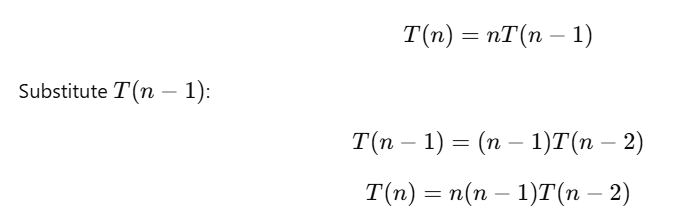 T(n) = nT(n − 1)
Substitute T(n − 1):
T(n − 1) = (n − 1)T(n − 2)
T(n) = n(n − 1)T(n − 2)